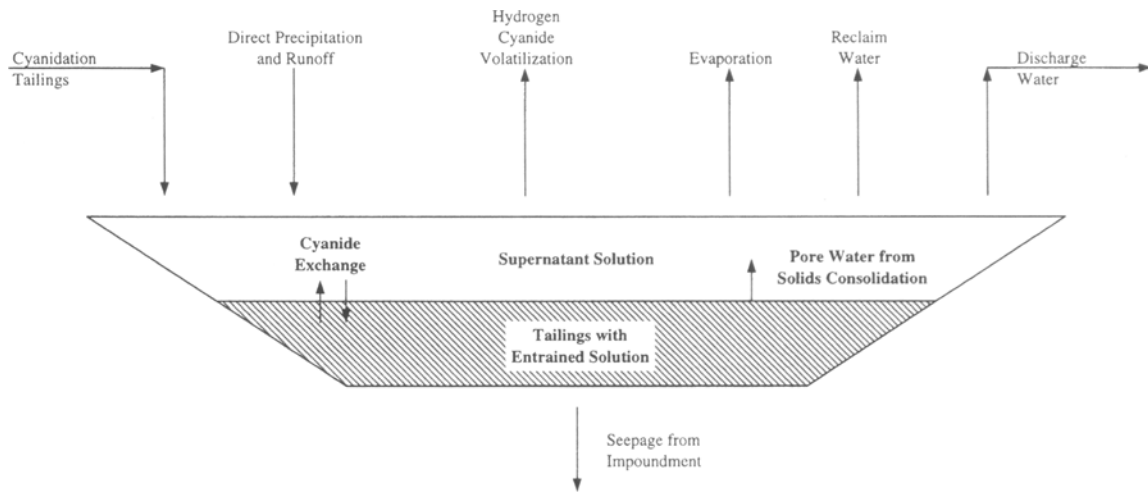 Cyanidation
Tailings
Direct Precipitation
and Runoff
Hydrogen
Cyanide
Volatilization
Evaporation
Reclaim
Water
Discharge
Water
Cyanide
Exchange
Supernatant Solution
Pore Water from
Solids Consolidation
Tailings with
Entrained Solution
Seepage from
Impoundment